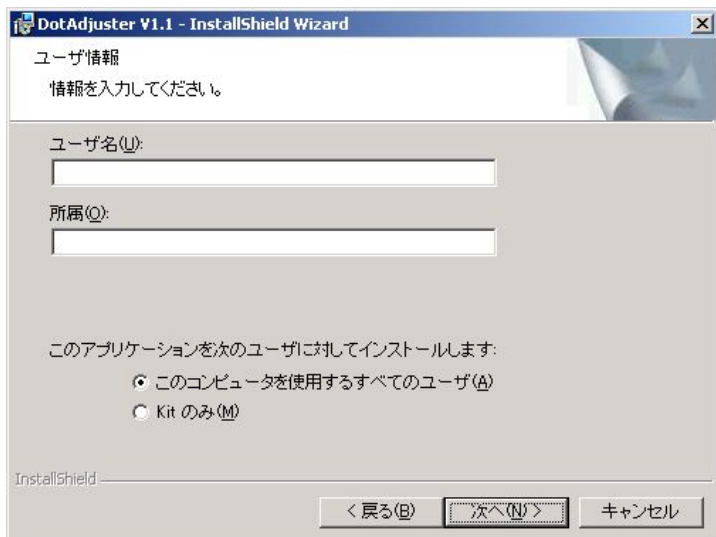 DotAdjuster V1.1 - InstallShield Wizard
ユーザ情報
情報を入力してください。
ユーザ名(U):
所属(O):
このアプリケーションを次のユーザに対してインストールします:
このコンピュータを使用するすべてのユーザ(A)
Kit のみ(M)
InstallShield
< 戻る(B)
次へ(N) >
キャンセル